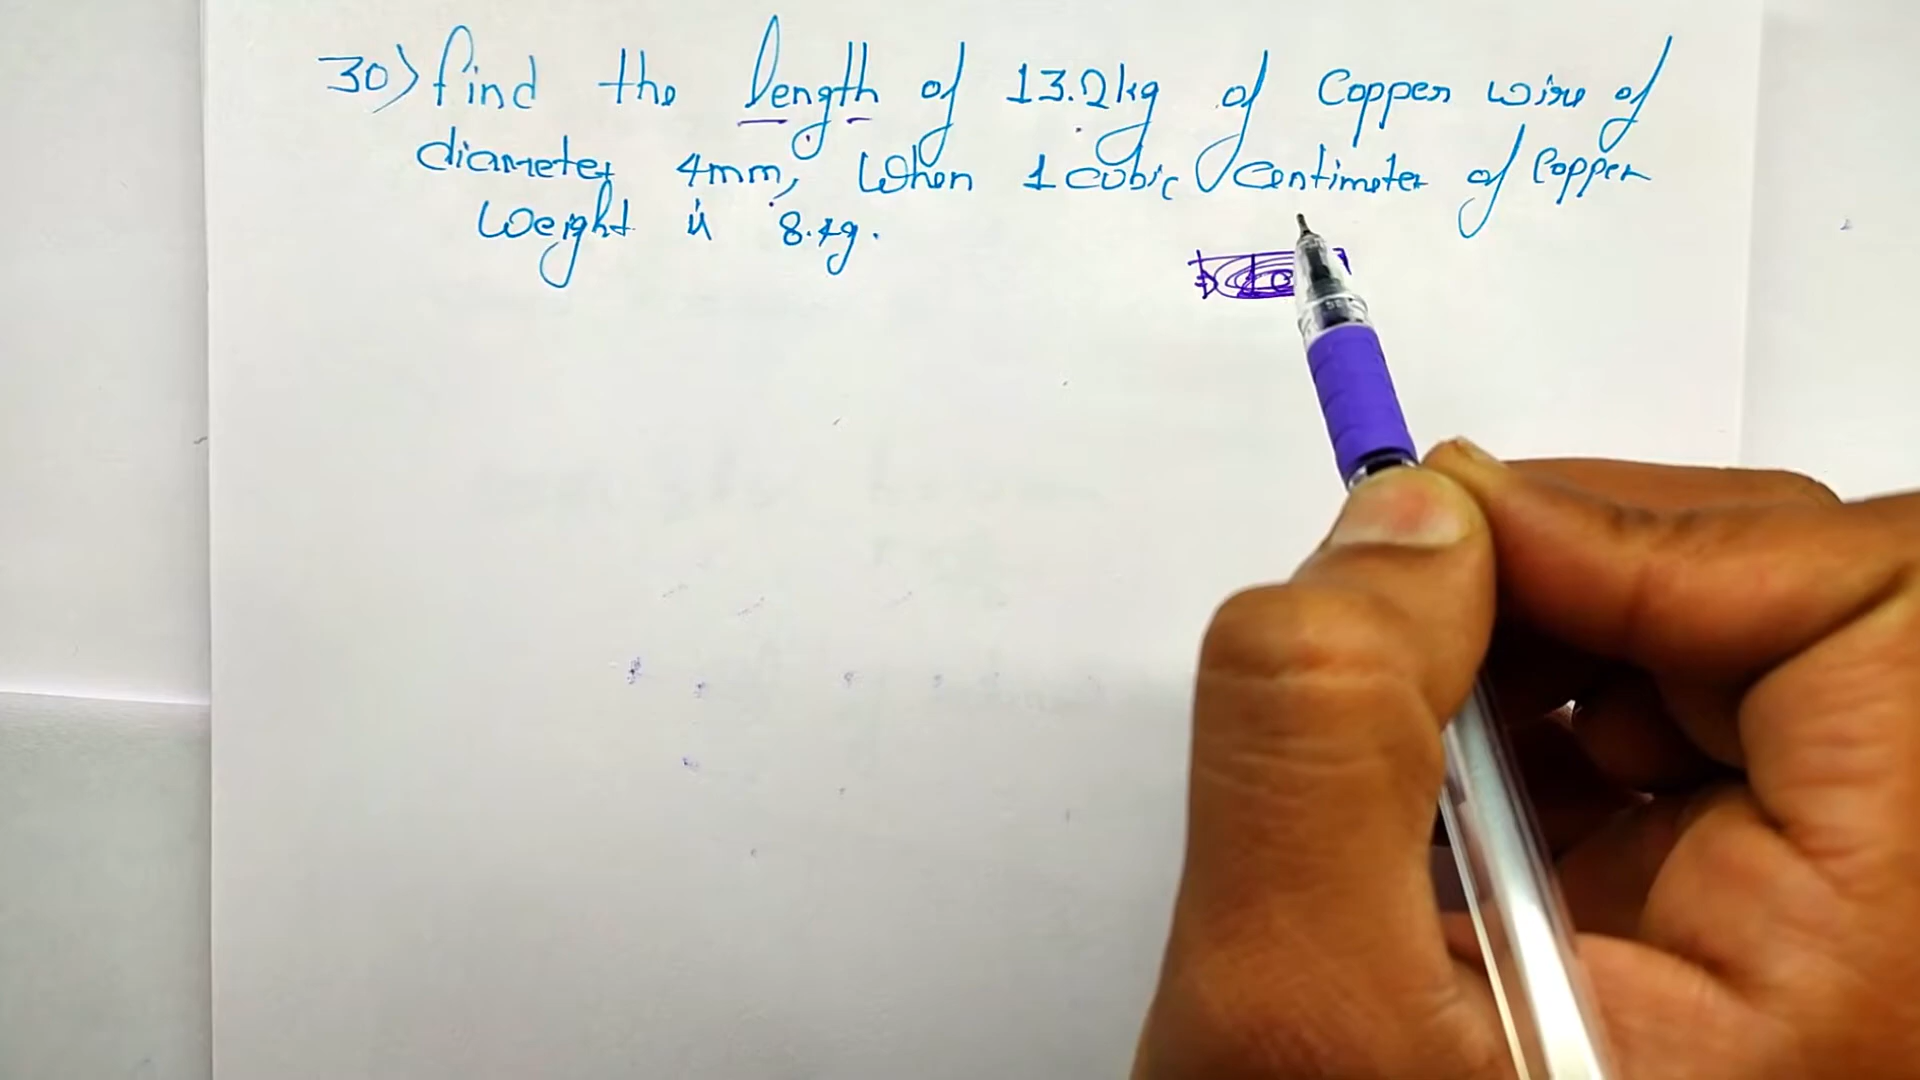 30) find the length of 13.2kg of Copper wire of
diameter 4mm, When 1 cubic Centimeter of Copper
Weight is 8.4g.